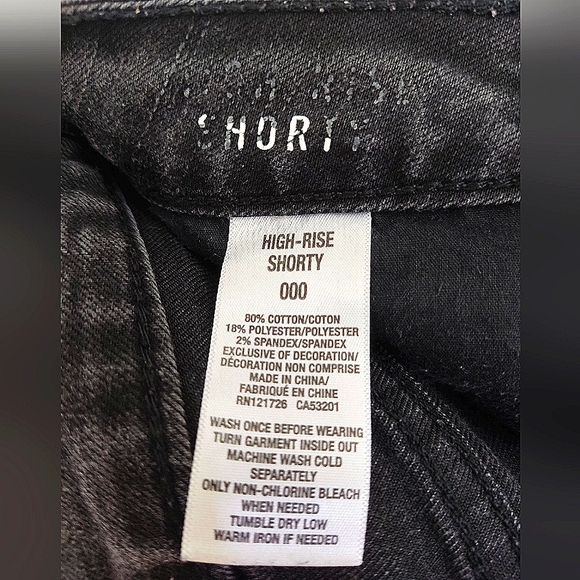 SHORTY
HIGH-RISE
SHORTY
000
80% COTTON/COTON
18% POLYESTER/POLYESTER
2% SPANDEX/SPANDEX
EXCLUSIVE OF DECORATION/
DÉCORATION NON COMPRISE
MADE IN CHINA/
FABRIQUÉ EN CHINE
RN121726 CA53201
WASH ONCE BEFORE WEARING
TURN GARMENT INSIDE OUT
MACHINE WASH COLD
SEPARATELY
ONLY NON-CHLORINE BLEACH
WHEN NEEDED
TUMBLE DRY LOW
WARM IRON IF NEEDED